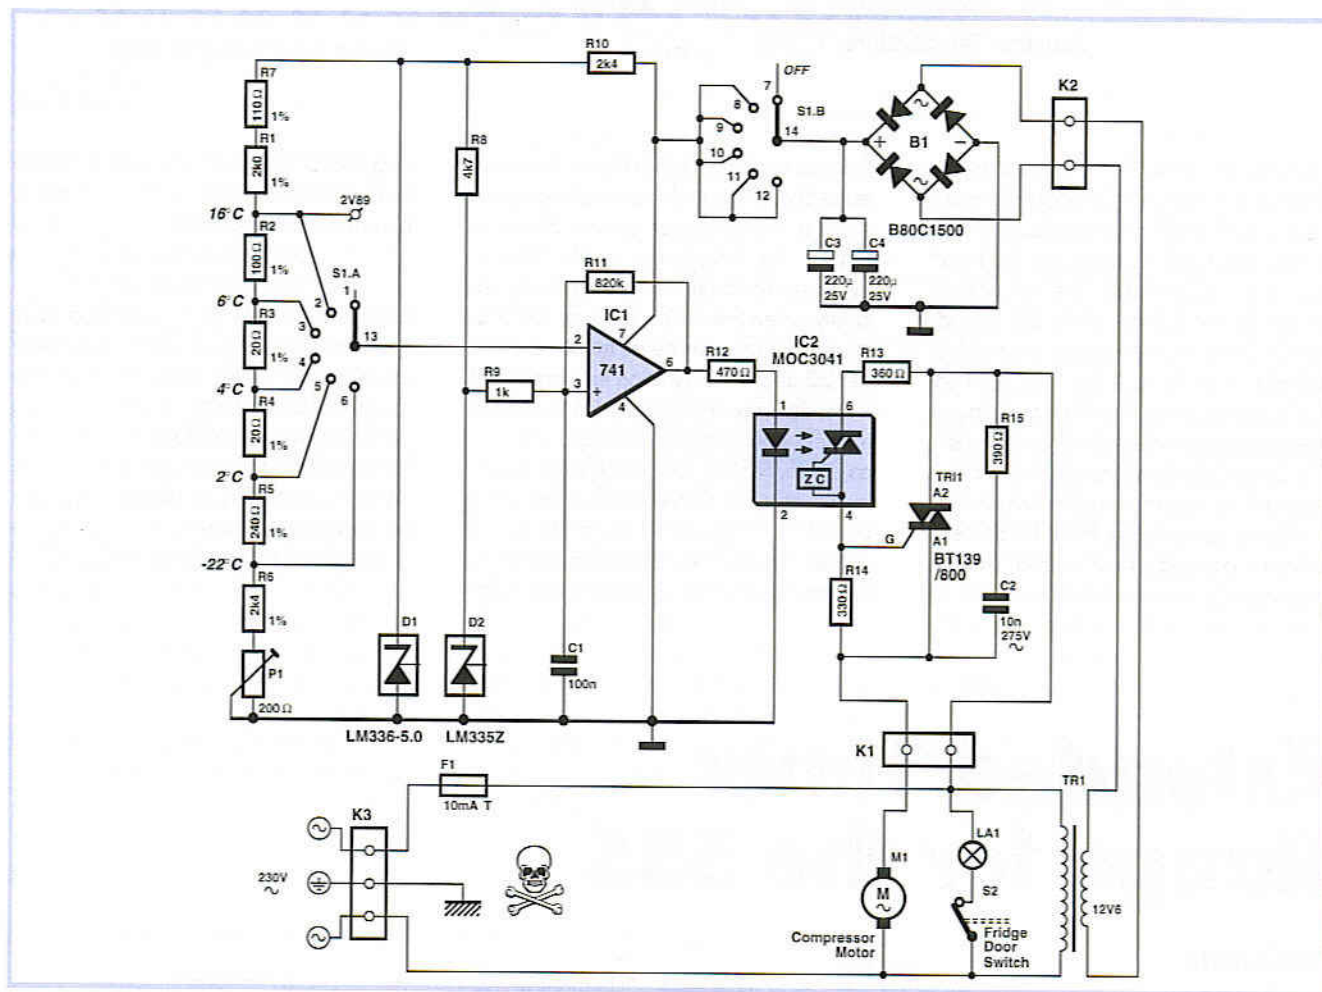 R10
2k4
OFF
7
8
S1.B
9
14
10
11
12
K2
B1
+
−
B80C1500
C3
220µ
25V
C4
220µ
25V
R7
110Ω
1%
R1
2k0
1%
16°C
2V89
R2
100Ω
1%
6°C
R3
20Ω
1%
4°C
R4
20Ω
1%
2°C
R5
240Ω
1%
-22°C
R6
2k4
1%
P1
200Ω
S1.A
1
2
3
13
4
5
6
R8
4k7
R9
1k
R11
820k
IC1
7
2
−
741
6
3
+
4
R12
470Ω
IC2
MOC3041
R13
360Ω
1
6
ZC
2
4
R15
390Ω
TRI1
A2
G
A1
BT139
/800
R14
330Ω
C2
10n
275V
D1
LM336-5.0
D2
LM335Z
C1
100n
K1
F1
10mA T
K3
230V
TR1
LA1
M1
M
S2
12V6
Compressor
Motor
Fridge
Door
Switch